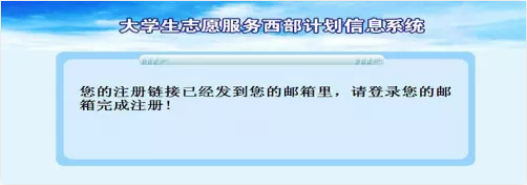 大学生志愿服务西部计划信息系统
您的注册链接已经发到您的邮箱里，请登录您的邮
箱完成注册！